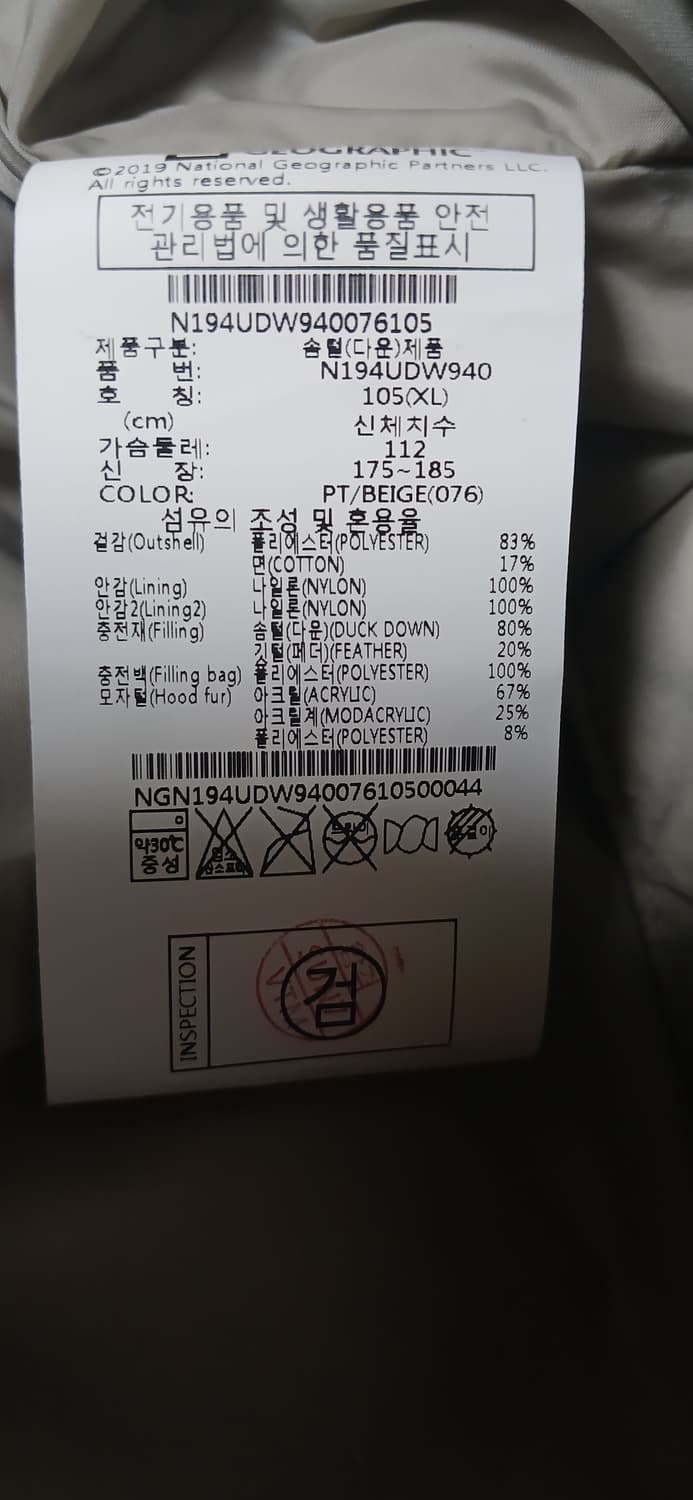 GEOGRAPHIC
©2019 National Geographic Partners LLC.
All rights reserved.
전기용품 및 생활용품 안전
관리법에 의한 품질표시
N194UDW940076105
제품구분: 솜털(다운)제품
품 번: N194UDW940
호 칭: 105(XL)
(cm) 신체치수
가슴둘레: 112
신 장: 175~185
COLOR: PT/BEIGE(076)
섬유의 조성 및 혼용율
겉감(Outshell) 폴리에스터(POLYESTER) 83%
면(COTTON) 17%
안감(Lining) 나일론(NYLON) 100%
안감2(Lining2) 나일론(NYLON) 100%
충전재(Filling) 솜털(다운)(DUCK DOWN) 80%
깃털(페더)(FEATHER) 20%
충전백(Filling bag) 폴리에스터(POLYESTER) 100%
모자털(Hood fur) 아크릴(ACRYLIC) 67%
아크릴계(MODACRYLIC) 25%
폴리에스터(POLYESTER) 8%
NGN194UDW94007610500044
약30℃
중성
INSPECTION
검